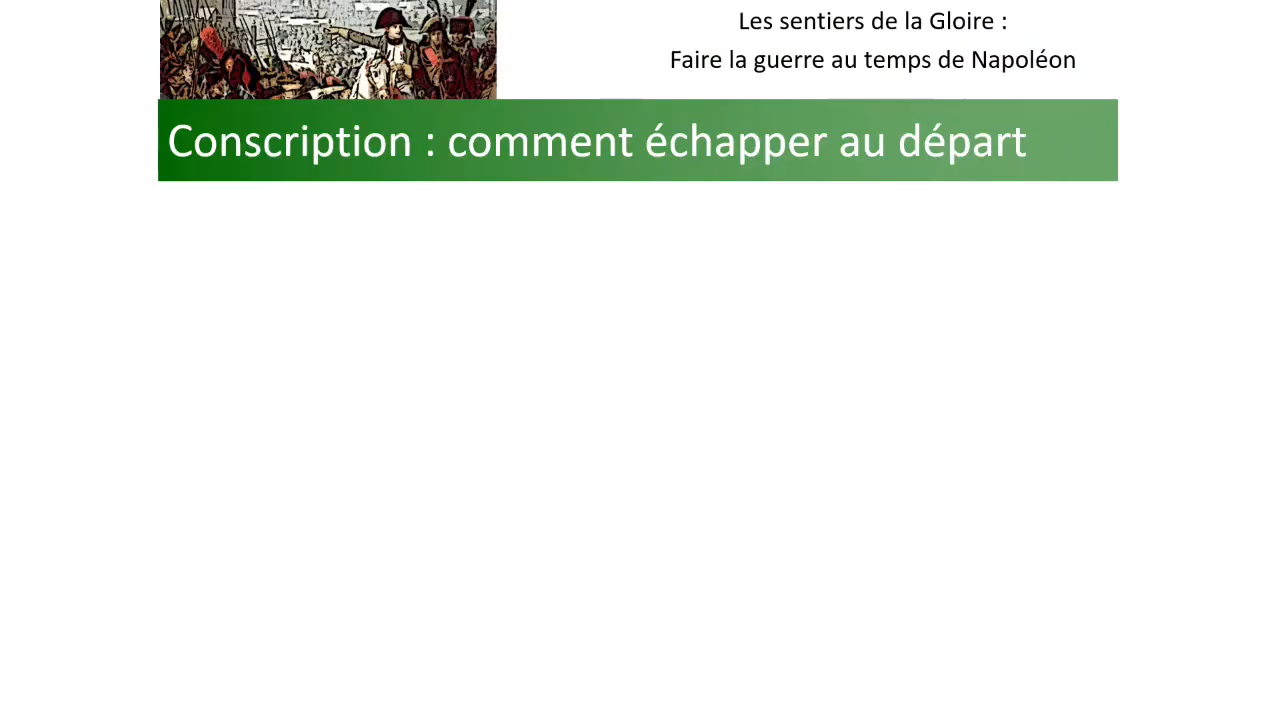 Les sentiers de la Gloire :
Faire la guerre au temps de Napoléon
Conscription : comment échapper au départ